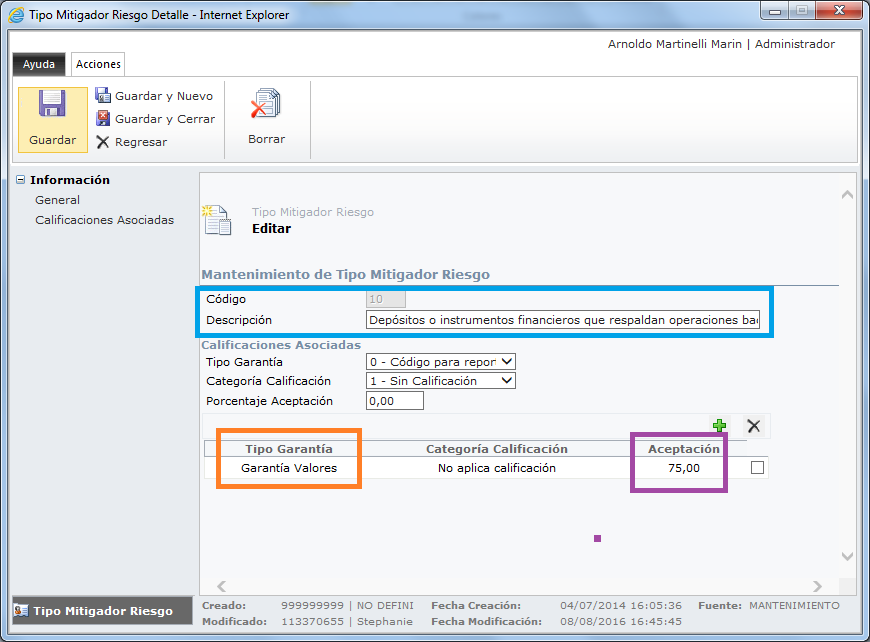 Tipo Mitigador Riesgo Detalle - Internet Explorer
Arnoldo Martinelli Marin | Administrador
Ayuda Acciones
Guardar
Guardar y Nuevo
Guardar y Cerrar
Regresar
Borrar
Información
General
Calificaciones Asociadas
Tipo Mitigador Riesgo
Editar
Mantenimiento de Tipo Mitigador Riesgo
Código 10
Descripción Depósitos o instrumentos financieros que respaldan operaciones
Calificaciones Asociadas
Tipo Garantía 0 - Código para report
Categoría Calificación 1 - Sin Calificación
Porcentaje Aceptación 0,00
Tipo Garantía Categoría Calificación Aceptación
Garantía Valores No aplica calificación 75,00
Tipo Mitigador Riesgo
Creado: 999999999 | NO DEFINI Fecha Creación: 04/07/2014 16:05:36 Fuente: MANTENIMIENTO
Modificado: 113370655 | Stephanie Fecha Modificación: 08/08/2016 16:45:45